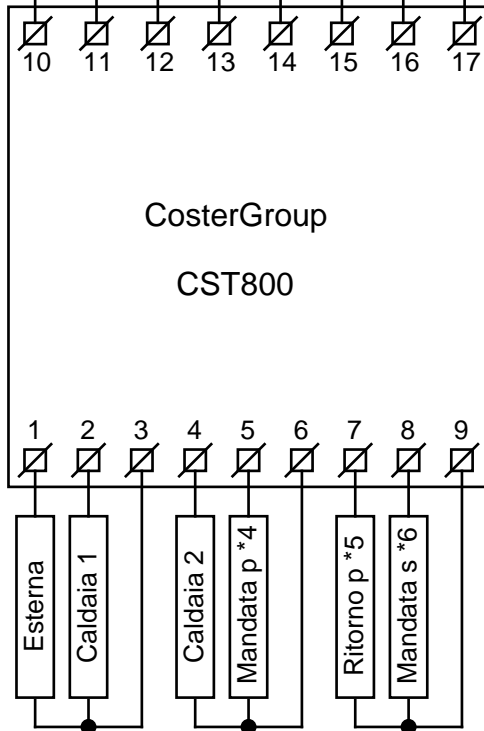 10 11 12 13 14 15 16 17
CosterGroup
CST800
1 2 3 4 5 6 7 8 9
Esterna
Caldaia 1
Caldaia 2
Mandata p *4
Ritorno p *5
Mandata s *6